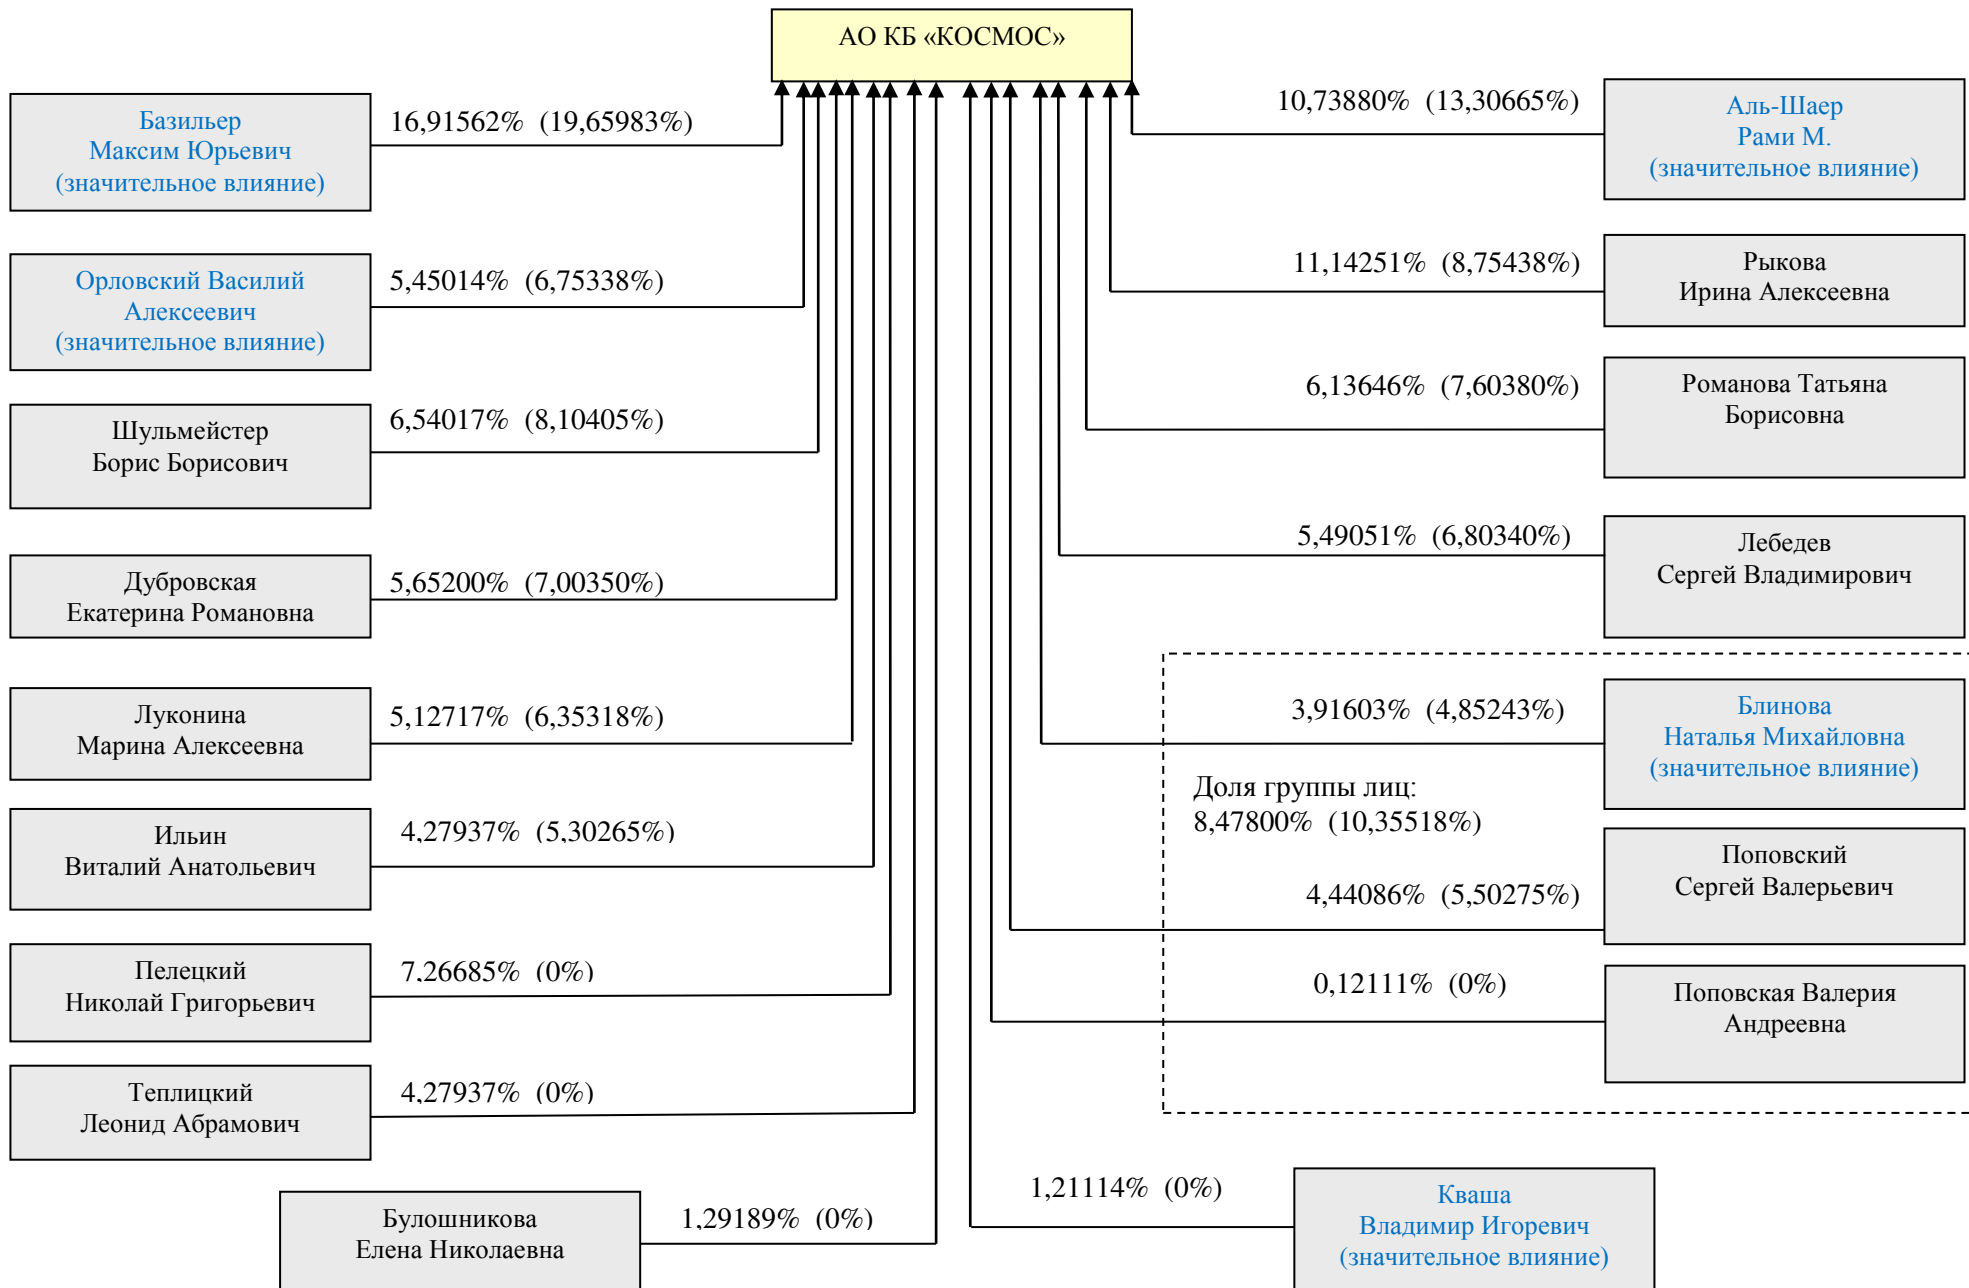 АО КБ «КОСМОС»
Базильер
Максим Юрьевич
(значительное влияние)
16,91562% (19,65983%)
Орловский Василий
Алексеевич
(значительное влияние)
5,45014% (6,75338%)
Шульмейстер
Борис Борисович
6,54017% (8,10405%)
Дубровская
Екатерина Романовна
5,65200% (7,00350%)
Луконина
Марина Алексеевна
5,12717% (6,35318%)
Ильин
Виталий Анатольевич
4,27937% (5,30265%)
Пелецкий
Николай Григорьевич
7,26685% (0%)
Теплицкий
Леонид Абрамович
4,27937% (0%)
Булошникова
Елена Николаевна
1,29189% (0%)
10,73880% (13,30665%)
Аль-Шаер
Рами М.
(значительное влияние)
11,14251% (8,75438%)
Рыкова
Ирина Алексеевна
6,13646% (7,60380%)
Романова Татьяна
Борисовна
5,49051% (6,80340%)
Лебедев
Сергей Владимирович
3,91603% (4,85243%)
Блинова
Наталья Михайловна
(значительное влияние)
Доля группы лиц:
8,47800% (10,35518%)
4,44086% (5,50275%)
Поповский
Сергей Валерьевич
0,12111% (0%)
Поповская Валерия
Андреевна
1,21114% (0%)
Кваша
Владимир Игоревич
(значительное влияние)